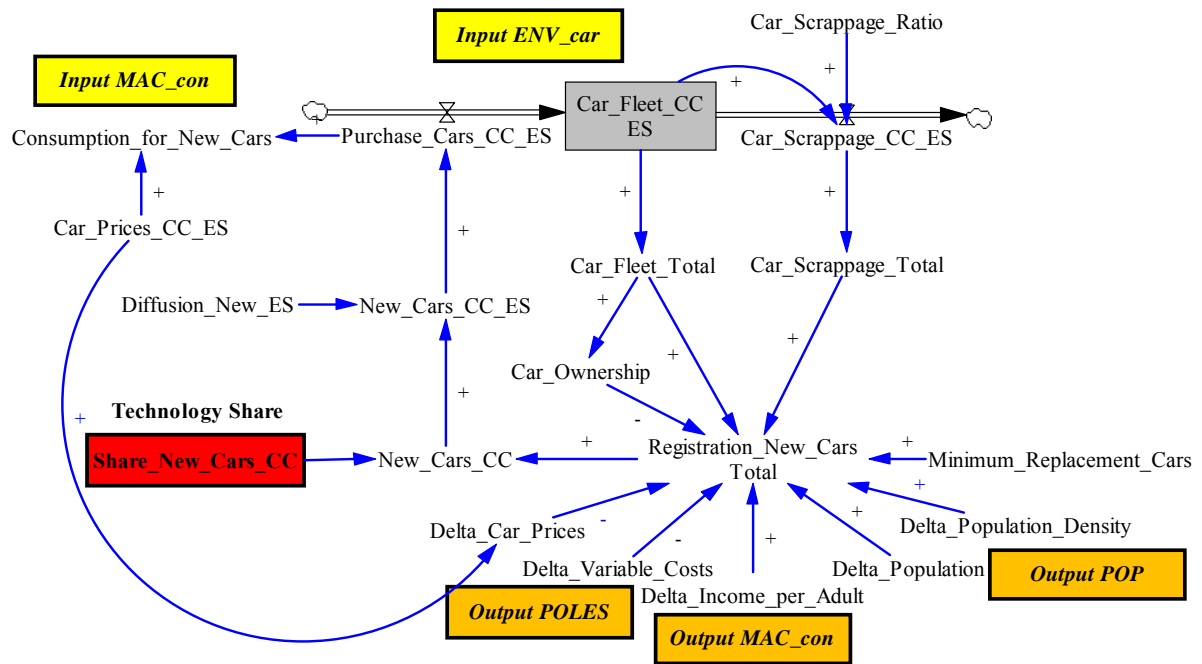 Input ENV_car
Car_Scrappage_Ratio
Input MAC_con
+
+
Car_Fleet_CC
ES
+
Consumption_for_New_Cars
Purchase_Cars_CC_ES
Car_Scrappage_CC_ES
+
+
+
Car_Prices_CC_ES
+
Car_Fleet_Total
Car_Scrappage_Total
Diffusion_New_ES
New_Cars_CC_ES
+
+
+
Car_Ownership
+
+
Technology Share
-
Share_New_Cars_CC
New_Cars_CC
+
Registration_New_Cars
Total
+
Minimum_Replacement_Cars
+
Delta_Car_Prices
-
-
+
+
Delta_Population_Density
Delta_Variable_Costs
Delta_Population
Delta_Income_per_Adult
Output POLES
Output MAC_con
Output POP